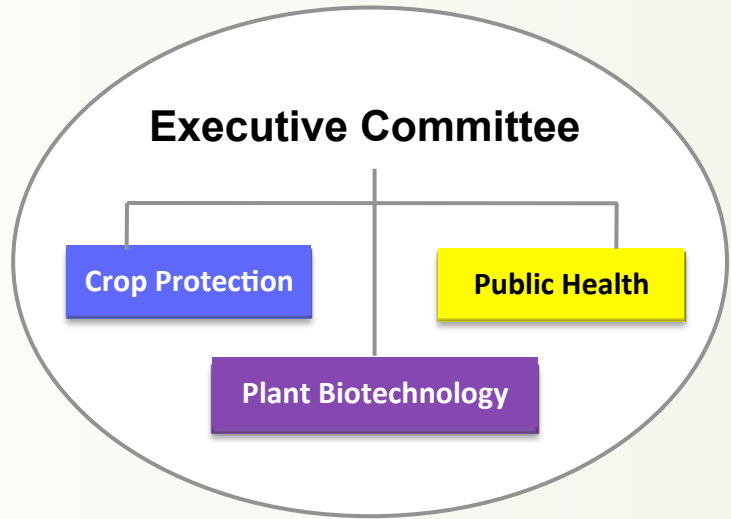 Executive Committee
Crop Protection
Public Health
Plant Biotechnology